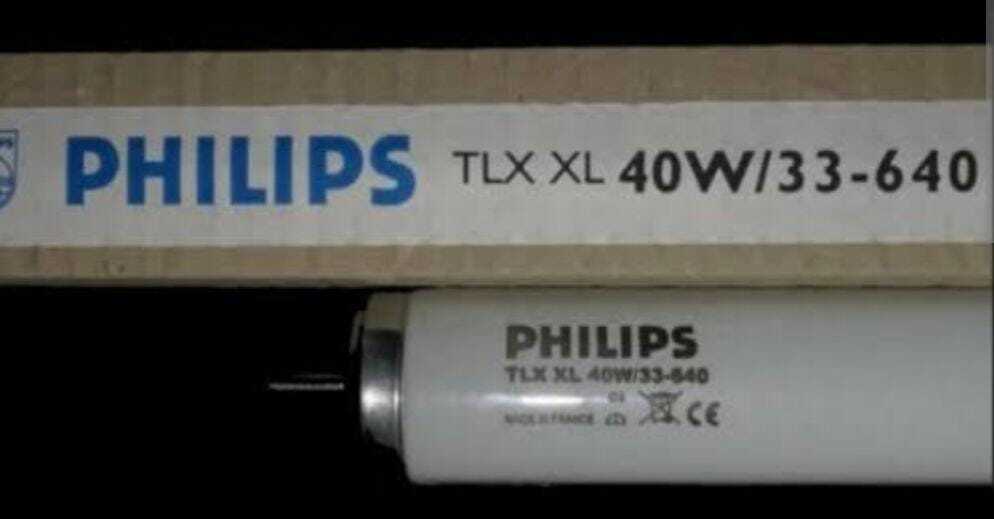 PHILIPS TLX XL 40W/33-640
PHILIPS
TLX XL 40W/33-640
MADE IN FRANCE CE